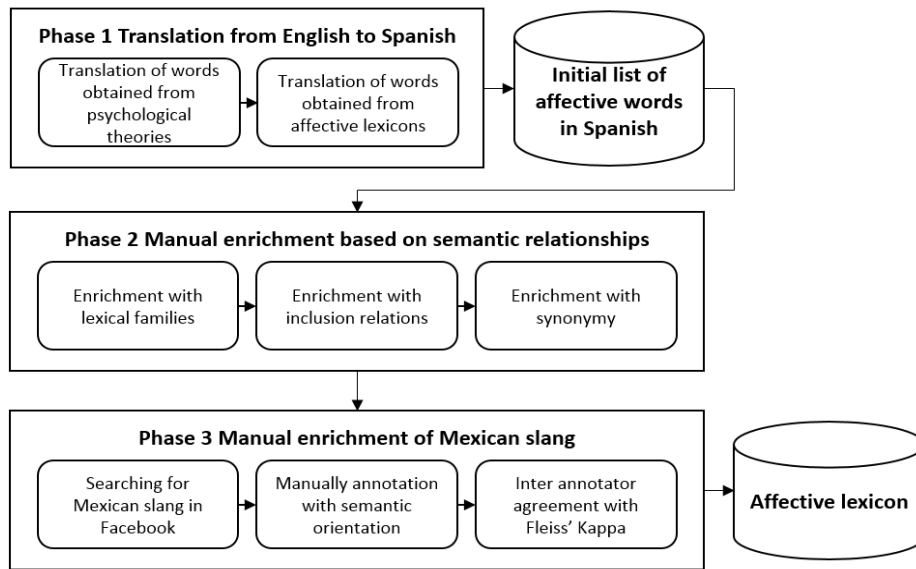 Phase 1 Translation from English to Spanish
Translation of words
obtained from
psychological
theories
Translation of words
obtained from
affective lexicons
Initial list of
affective words
in Spanish
Phase 2 Manual enrichment based on semantic relationships
Enrichment with
lexical families
Enrichment with
inclusion relations
Enrichment with
synonymy
Phase 3 Manual enrichment of Mexican slang
Searching for
Mexican slang in
Facebook
Manually annotation
with semantic
orientation
Inter annotator
agreement with
Fleiss’ Kappa
Affective lexicon